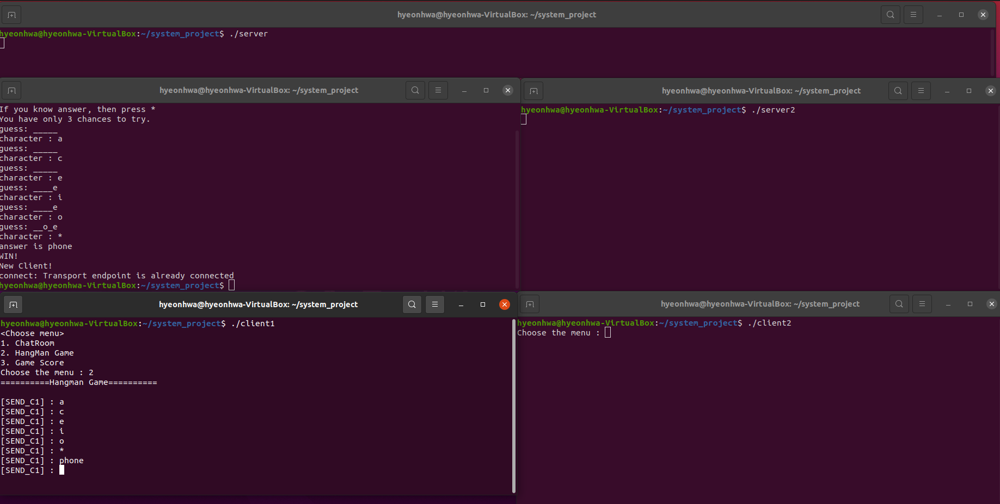 hyeonhwa@hyeonhwa-VirtualBox: ~/system_project
hyeonhwa@hyeonhwa-VirtualBox:~/system_project$ ./server
hyeonhwa@hyeonhwa-VirtualBox: ~/system_project
If you know answer, then press *
You have only 3 chances to try.
guess: _____
character : a
guess: _____
character : c
guess: _____
character : e
guess: ____e
character : i
guess: ____e
character : o
guess: __o_e
character : *
answer is phone
WIN!
New Client!
connect: Transport endpoint is already connected
hyeonhwa@hyeonhwa-VirtualBox:~/system_project$
hyeonhwa@hyeonhwa-VirtualBox: ~/system_project
hyeonhwa@hyeonhwa-VirtualBox:~/system_project$ ./server2
hyeonhwa@hyeonhwa-VirtualBox: ~/system_project
hyeonhwa@hyeonhwa-VirtualBox:~/system_project$ ./client1
<Choose menu>
1. ChatRoom
2. HangMan Game
3. Game Score
Choose the menu : 2
==========Hangman Game==========
[SEND_C1] : a
[SEND_C1] : c
[SEND_C1] : e
[SEND_C1] : i
[SEND_C1] : o
[SEND_C1] : *
[SEND_C1] : phone
[SEND_C1] :
hyeonhwa@hyeonhwa-VirtualBox: ~/system_project
hyeonhwa@hyeonhwa-VirtualBox:~/system_project$ ./client2
Choose the menu :